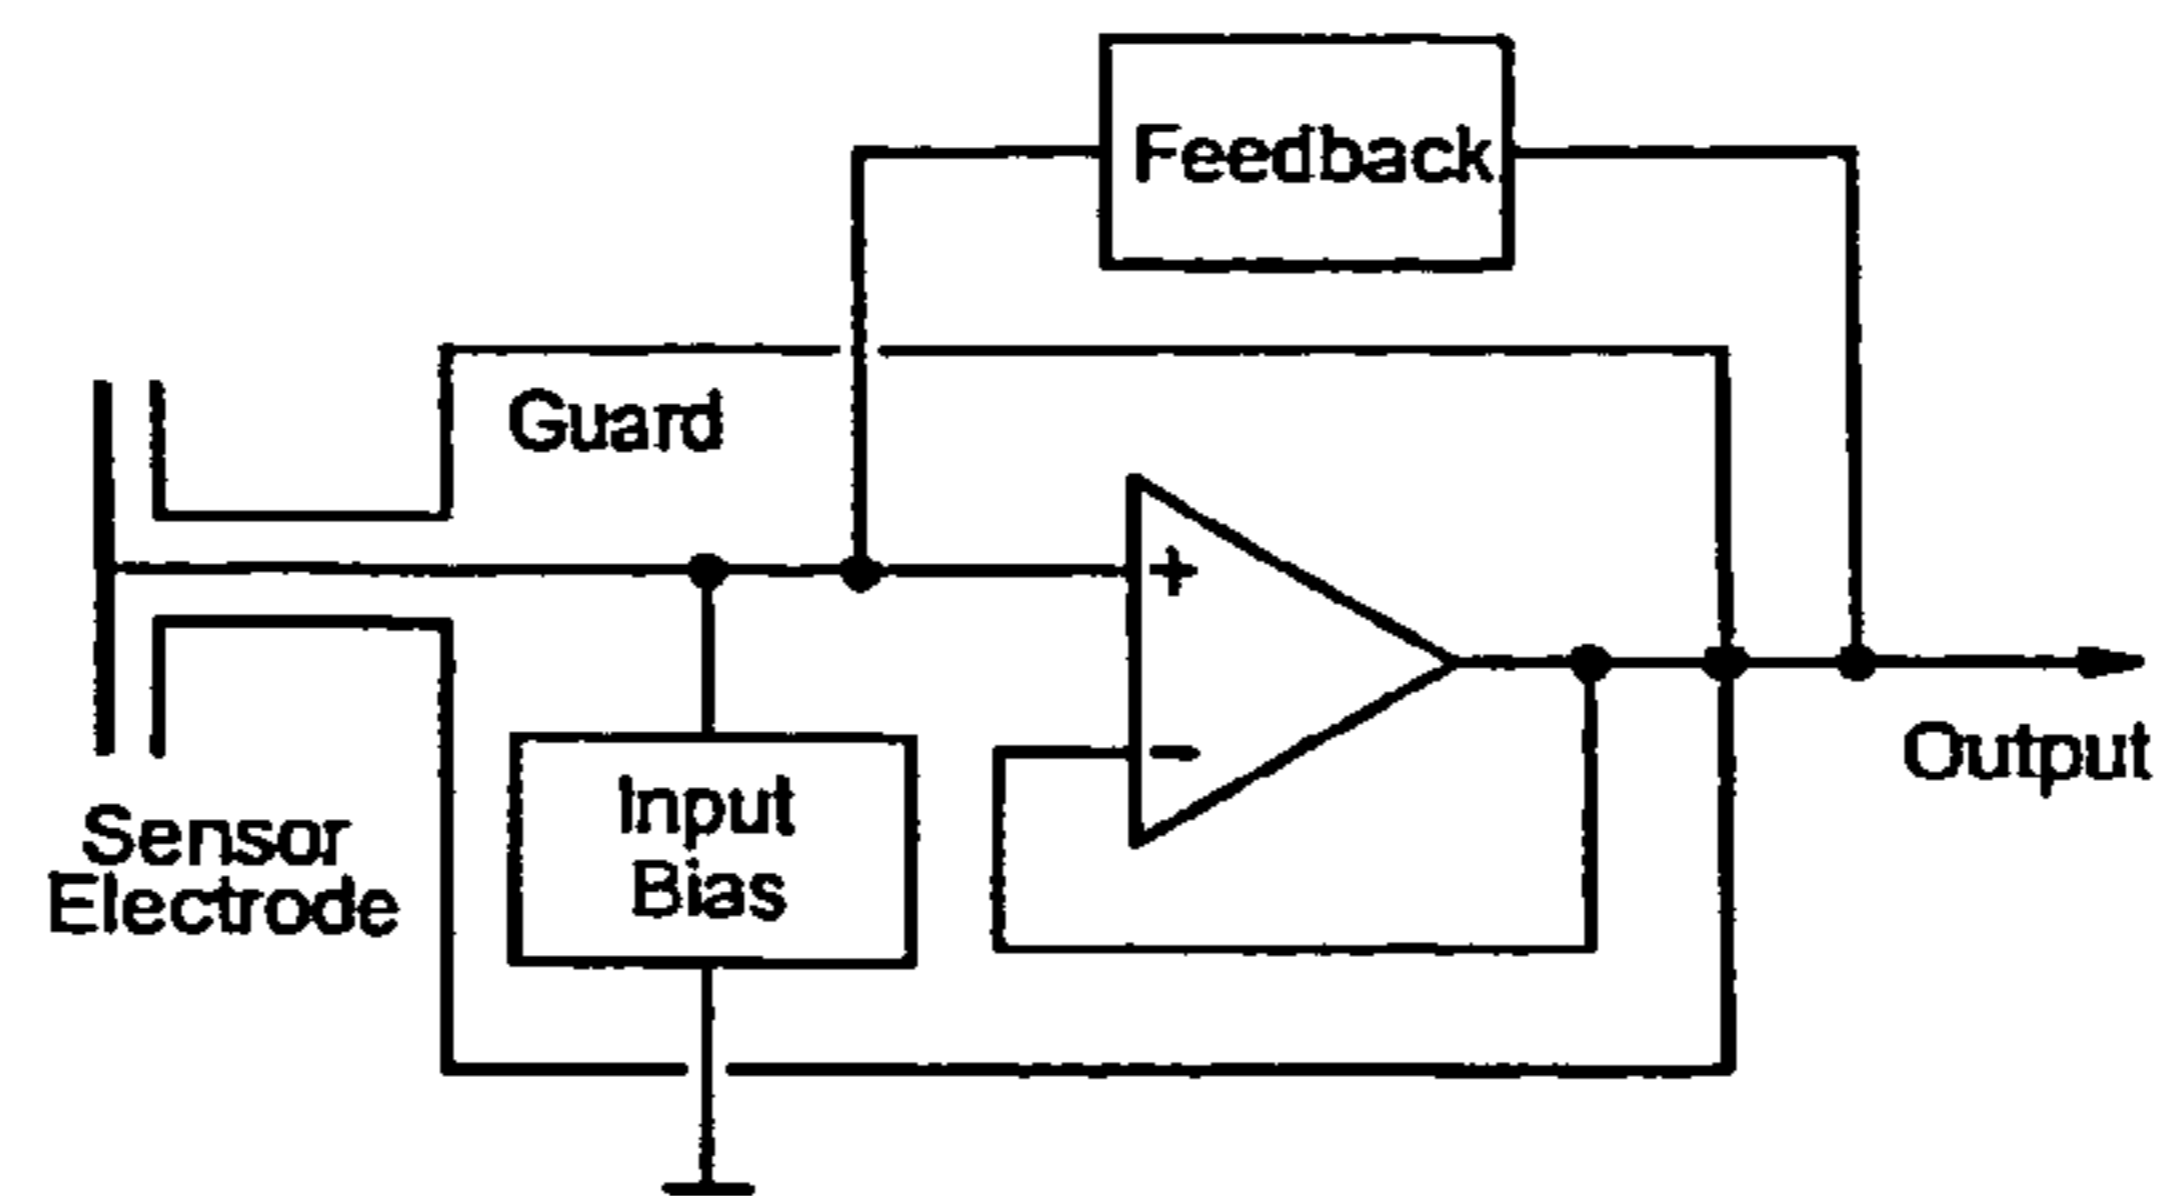 Feedback
Guard
+
−
Output
Input
Bias
Sensor
Electrode